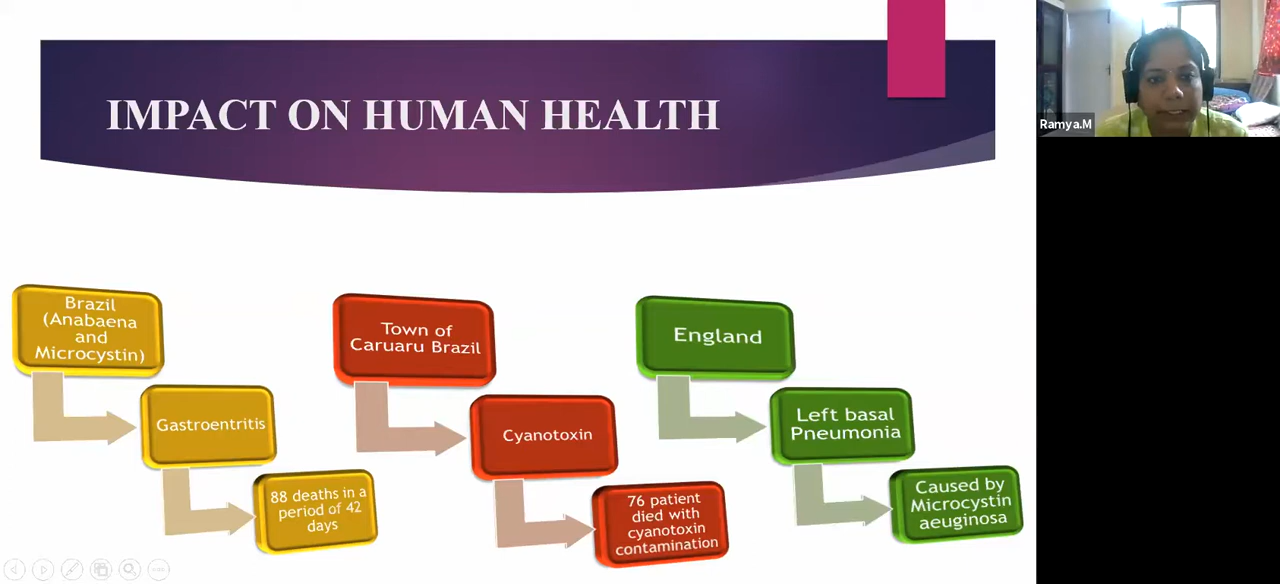 IMPACT ON HUMAN HEALTH
Ramya.M
Brazil
(Anabaena
and
Microcystin)
Gastroentritis
88 deaths in a
period of 42
days
Town of
Caruaru Brazil
Cyanotoxin
76 patient
died with
cyanotoxin
contamination
England
Left basal
Pneumonia
Caused by
Microcystin
aeuginosa